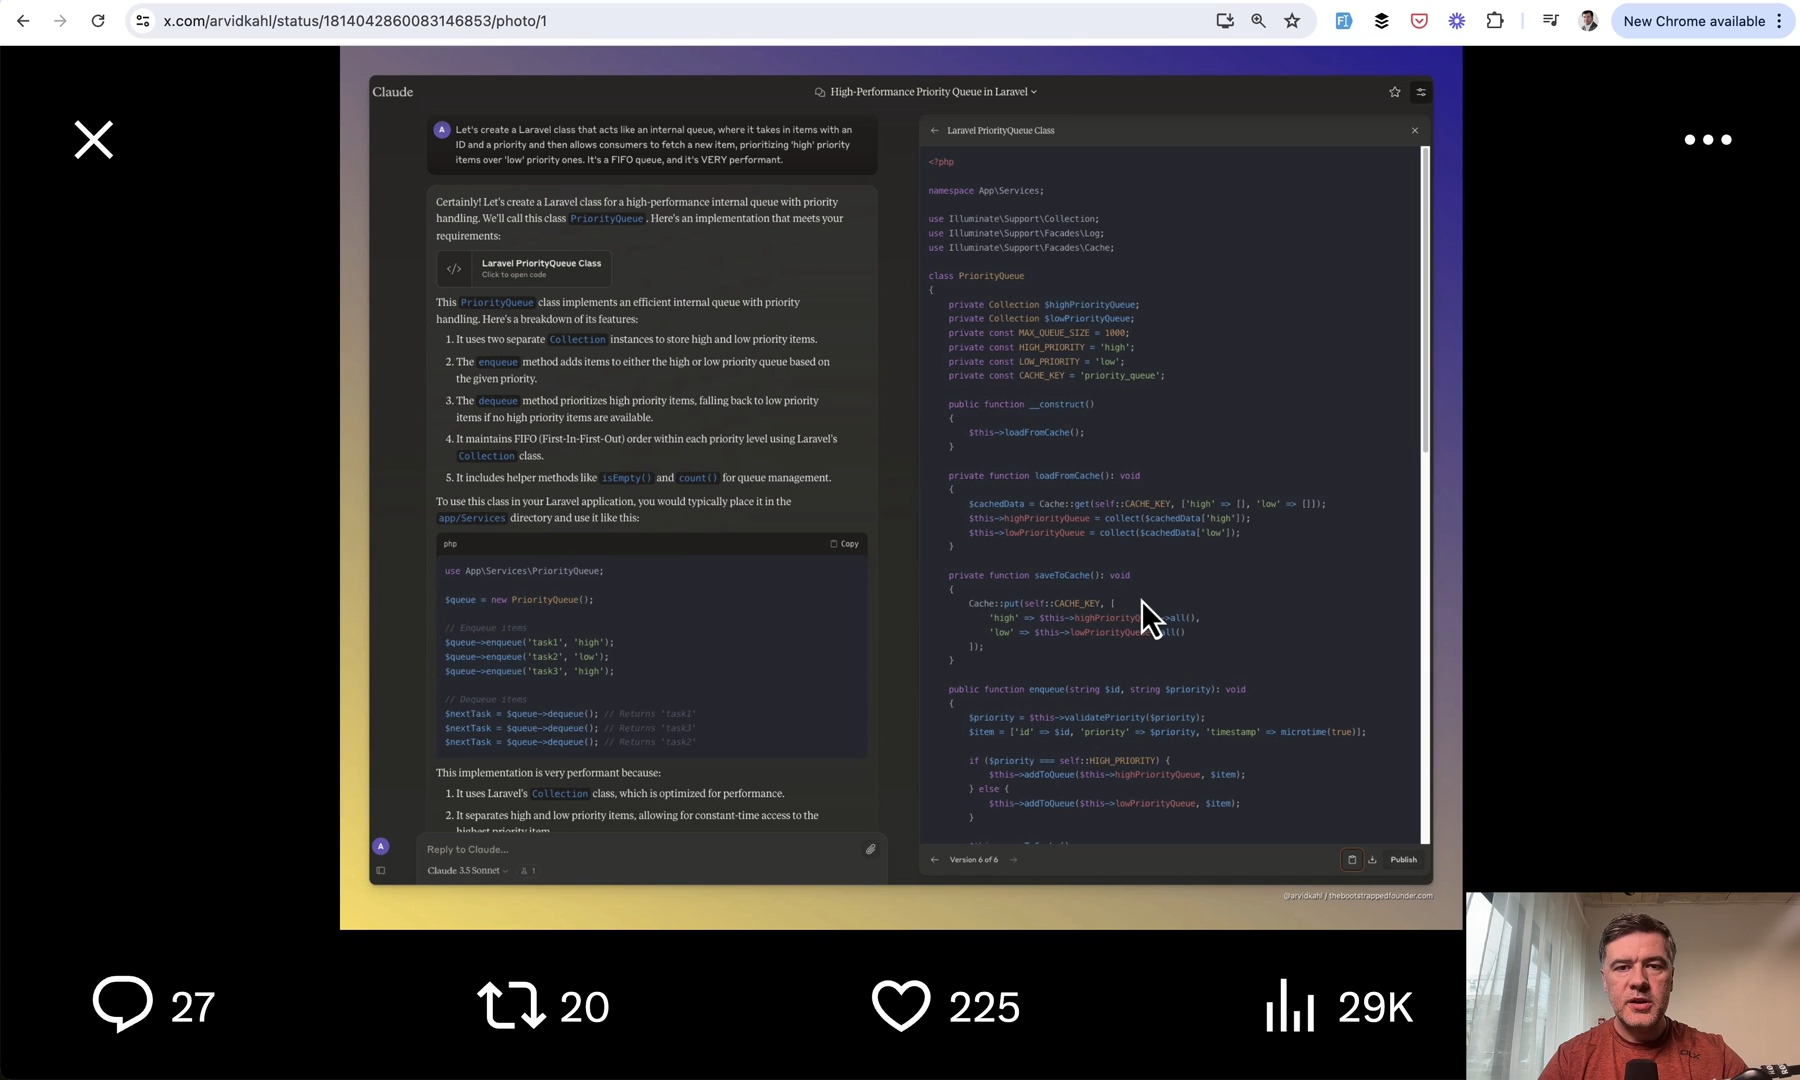 x.com/arvidkahl/status/1814042860083146853/photo/1
New Chrome available
Claude
High-Performance Priority Queue in Laravel
A
Let's create a Laravel class that acts like an internal queue, where it takes in items with an
ID and a priority and then allows consumers to fetch a new item, prioritizing 'high' priority
items over 'low' priority ones. It's a FIFO queue, and it's VERY performant.
Certainly! Let's create a Laravel class for a high-performance internal queue with priority
handling. We'll call this class PriorityQueue. Here's an implementation that meets your
requirements:
</>
Laravel PriorityQueue Class
Click to open code
This PriorityQueue class implements an efficient internal queue with priority
handling. Here's a breakdown of its features:
1. It uses two separate Collection instances to store high and low priority items.
2. The enqueue method adds items to either the high or low priority queue based on
the given priority.
3. The dequeue method prioritizes high priority items, falling back to low priority
items if no high priority items are available.
4. It maintains FIFO (First-In-First-Out) order within each priority level using Laravel's
Collection class.
5. It includes helper methods like isEmpty() and count() for queue management.
To use this class in your Laravel application, you would typically place it in the
app/Services directory and use it like this:
php
Copy
use App\Services\PriorityQueue;
$queue = new PriorityQueue();
// Enqueue items
$queue->enqueue('task1', 'high');
$queue->enqueue('task2', 'low');
$queue->enqueue('task3', 'high');
// Dequeue items
$nextTask = $queue->dequeue(); // Returns 'task1'
$nextTask = $queue->dequeue(); // Returns 'task3'
$nextTask = $queue->dequeue(); // Returns 'task2'
This implementation is very performant because:
1. It uses Laravel's Collection class, which is optimized for performance.
2. It separates high and low priority items, allowing for constant-time access to the
highest priority item
A
Reply to Claude...
Claude 3.5 Sonnet
1
Laravel PriorityQueue Class
<?php
namespace App\Services;
use Illuminate\Support\Collection;
use Illuminate\Support\Facades\Log;
use Illuminate\Support\Facades\Cache;
class PriorityQueue
{
private Collection $highPriorityQueue;
private Collection $lowPriorityQueue;
private const MAX_QUEUE_SIZE = 1000;
private const HIGH_PRIORITY = 'high';
private const LOW_PRIORITY = 'low';
private const CACHE_KEY = 'priority_queue';
public function __construct()
{
$this->loadFromCache();
}
private function loadFromCache(): void
{
$cachedData = Cache::get(self::CACHE_KEY, ['high' => [], 'low' => []]);
$this->highPriorityQueue = collect($cachedData['high']);
$this->lowPriorityQueue = collect($cachedData['low']);
}
private function saveToCache(): void
{
Cache::put(self::CACHE_KEY, [
'high' => $this->highPriorityQ all(),
'low' => $this->lowPriorityQueue ll()
]);
}
public function enqueue(string $id, string $priority): void
{
$priority = $this->validatePriority($priority);
$item = ['id' => $id, 'priority' => $priority, 'timestamp' => microtime(true)];
if ($priority === self::HIGH_PRIORITY) {
$this->addToQueue($this->highPriorityQueue, $item);
} else {
$this->addToQueue($this->lowPriorityQueue, $item);
}
Version 6 of 6
Publish
@arvidkahl / thebootstrappedfounder.com
27
20
225
29K